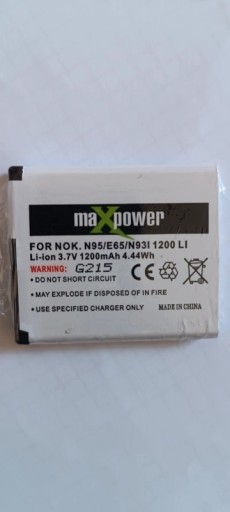 maXpower
FOR NOK. N95/E65/N93I 1200 LI
Li-ion 3.7V 1200mAh 4.44Wh
WARNING: G215
• MAY EXPLODE IF DISPOSED OF IN FIRE
• DO NOT SHORT CIRCUIT
• USE SPECIFIED CHARGER ONLY MADE IN CHINA